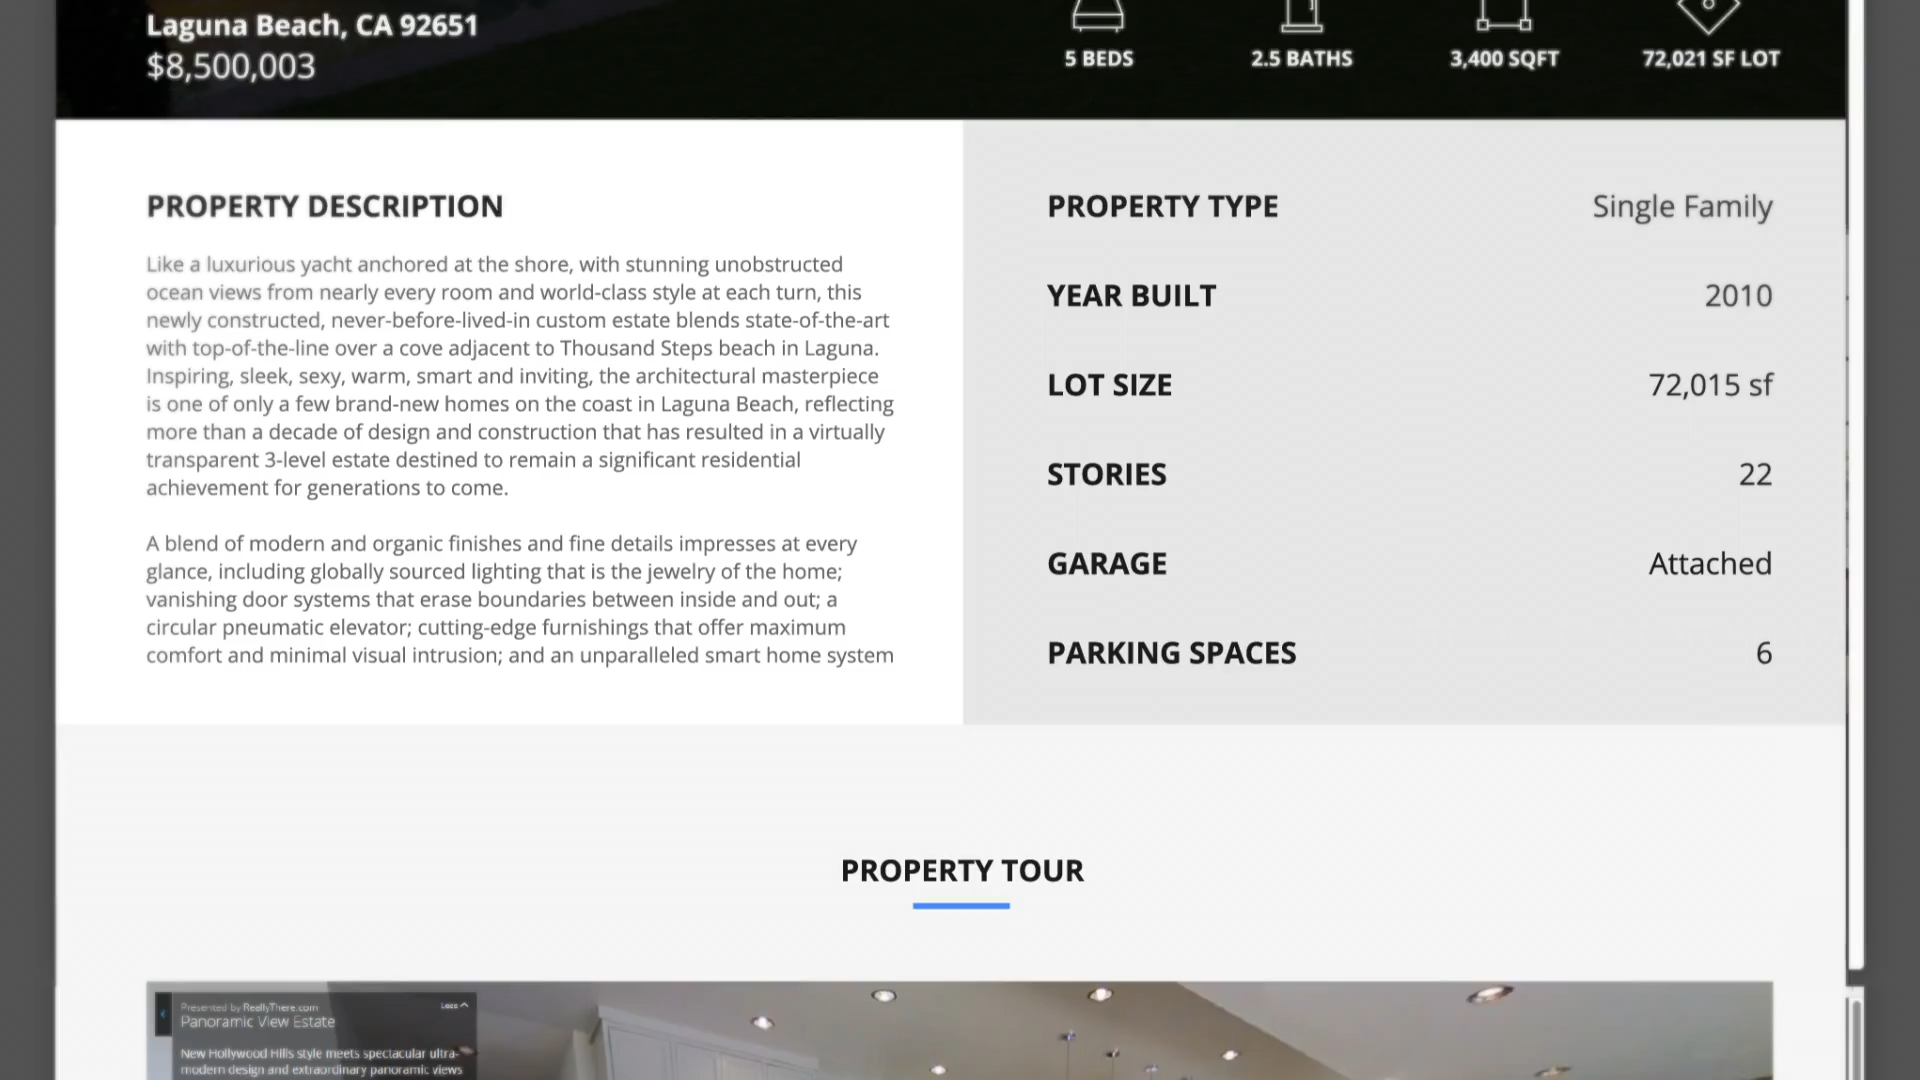 Laguna Beach, CA 92651
$8,500,003
5 BEDS
2.5 BATHS
3,400 SQFT
72,021 SF LOT
PROPERTY DESCRIPTION
Like a luxurious yacht anchored at the shore, with stunning unobstructed
ocean views from nearly every room and world-class style at each turn, this
newly constructed, never-before-lived-in custom estate blends state-of-the-art
with top-of-the-line over a cove adjacent to Thousand Steps beach in Laguna.
Inspiring, sleek, sexy, warm, smart and inviting, the architectural masterpiece
is one of only a few brand-new homes on the coast in Laguna Beach, reflecting
more than a decade of design and construction that has resulted in a virtually
transparent 3-level estate destined to remain a significant residential
achievement for generations to come.
A blend of modern and organic finishes and fine details impresses at every
glance, including globally sourced lighting that is the jewelry of the home;
vanishing door systems that erase boundaries between inside and out; a
circular pneumatic elevator; cutting-edge furnishings that offer maximum
comfort and minimal visual intrusion; and an unparalleled smart home system
PROPERTY TYPE Single Family
YEAR BUILT 2010
LOT SIZE 72,015 sf
STORIES 22
GARAGE Attached
PARKING SPACES 6
PROPERTY TOUR
Presented by ReallyThere.com
Less
Panoramic View Estate
New Hollywood Hills style meets spectacular ultra-
modern design and extraordinary panoramic views